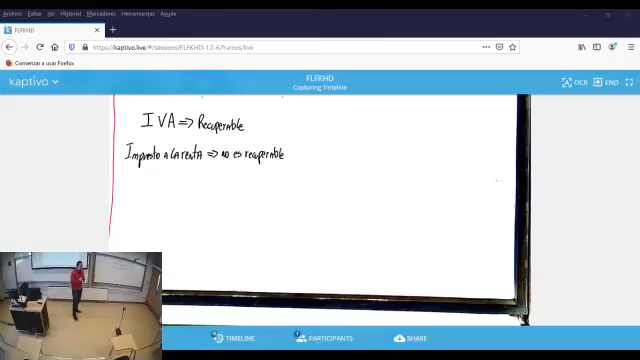 Archivo Editar Ver Historial Marcadores Herramientas Ayuda
FLFKHD
https://kaptivo.live/#/sessions/FLFKHD-12-6/frames/live
Comenzar a usar Firefox
kaptivo
FLFKHD
Capturing Timeline
OCR
END
IVA => Recuperable
Impuesto a la renta => no es recuperable
TIMELINE
PARTICIPANTS
SHARE